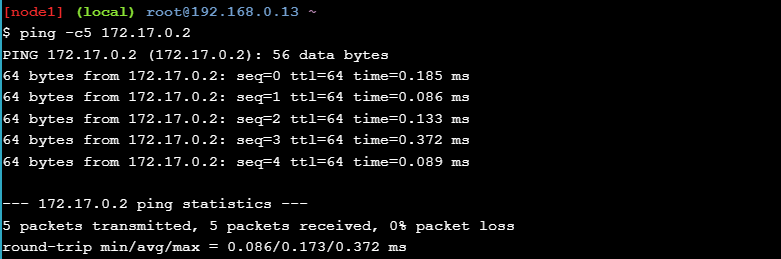 [node1] (local) root@192.168.0.13 ~
$ ping -c5 172.17.0.2
PING 172.17.0.2 (172.17.0.2): 56 data bytes
64 bytes from 172.17.0.2: seq=0 ttl=64 time=0.185 ms
64 bytes from 172.17.0.2: seq=1 ttl=64 time=0.086 ms
64 bytes from 172.17.0.2: seq=2 ttl=64 time=0.133 ms
64 bytes from 172.17.0.2: seq=3 ttl=64 time=0.372 ms
64 bytes from 172.17.0.2: seq=4 ttl=64 time=0.089 ms
--- 172.17.0.2 ping statistics ---
5 packets transmitted, 5 packets received, 0% packet loss
round-trip min/avg/max = 0.086/0.173/0.372 ms